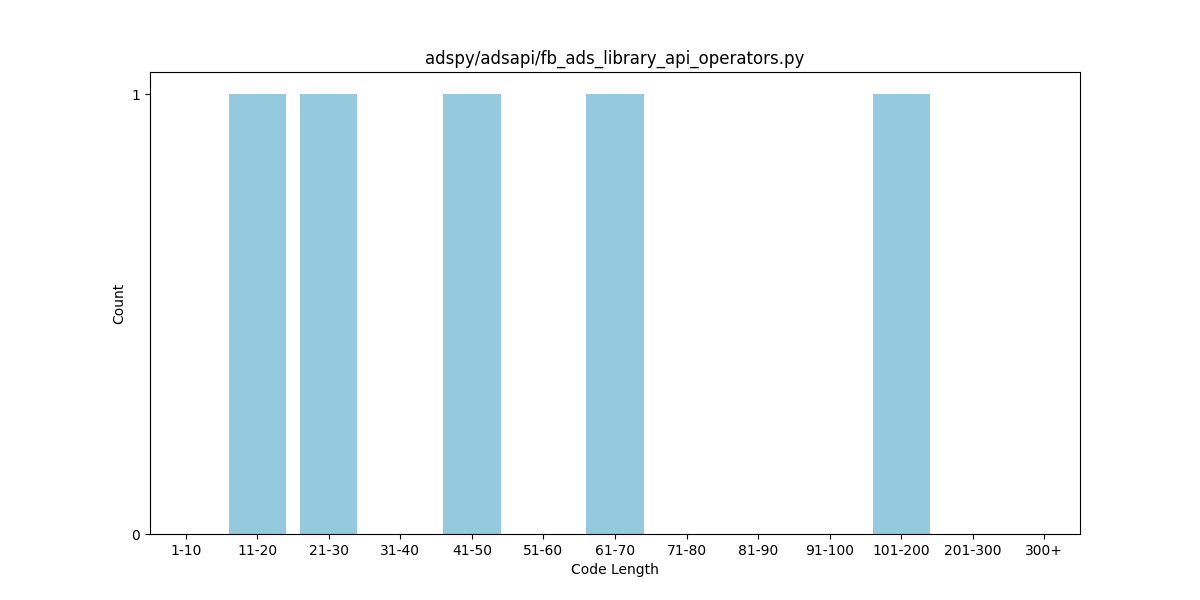 adspy/adsapi/fb_ads_library_api_operators.py
1
Count
0
1-10 11-20 21-30 31-40 41-50 51-60 61-70 71-80 81-90 91-100 101-200 201-300 300+
Code Length